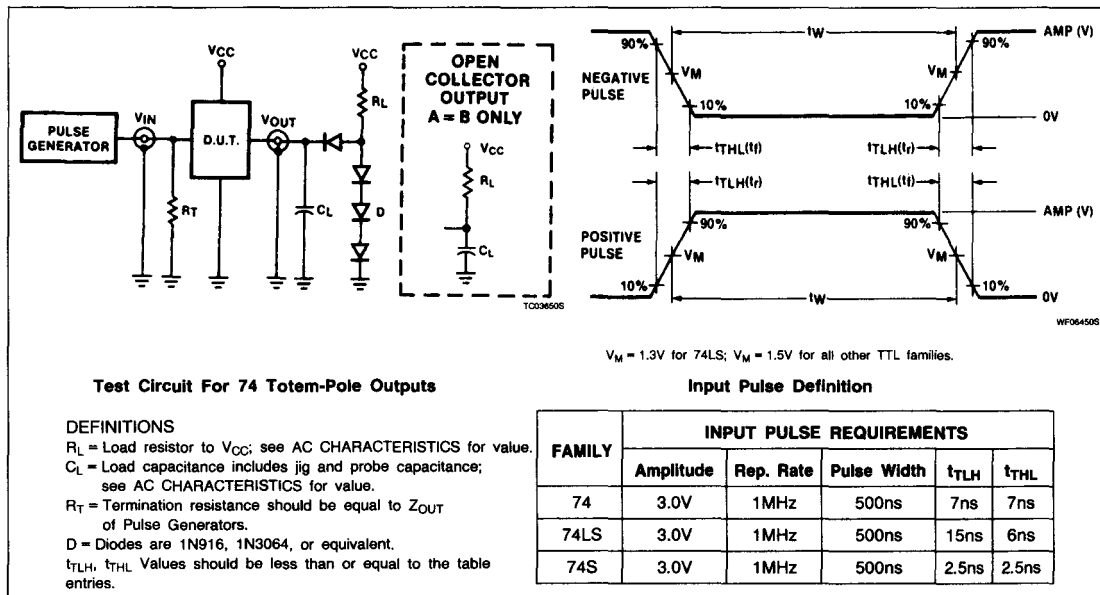 PULSE
GENERATOR
VIN
RT
VCC
D.U.T.
VOUT
CL
VCC
RL
D
OPEN
COLLECTOR
OUTPUT
A = B ONLY
VCC
RL
CL
TC03650S
NEGATIVE
PULSE
90%
VM
10%
tW
10%
VM
90%
AMP (V)
0V
tTHL(tf)
tTLH(tr)
tTLH(tr)
tTHL(tf)
POSITIVE
PULSE
10%
VM
90%
90%
VM
10%
tW
AMP (V)
0V
WF06450S
VM = 1.3V for 74LS; VM = 1.5V for all other TTL families.
Test Circuit For 74 Totem-Pole Outputs
Input Pulse Definition
DEFINITIONS
RL = Load resistor to VCC; see AC CHARACTERISTICS for value.
CL = Load capacitance includes jig and probe capacitance;
see AC CHARACTERISTICS for value.
RT = Termination resistance should be equal to ZOUT
of Pulse Generators.
D = Diodes are 1N916, 1N3064, or equivalent.
tTLH, tTHL Values should be less than or equal to the table
entries.
FAMILY INPUT PULSE REQUIREMENTS
Amplitude Rep. Rate Pulse Width tTLH tTHL
74 3.0V 1MHz 500ns 7ns 7ns
74LS 3.0V 1MHz 500ns 15ns 6ns
74S 3.0V 1MHz 500ns 2.5ns 2.5ns